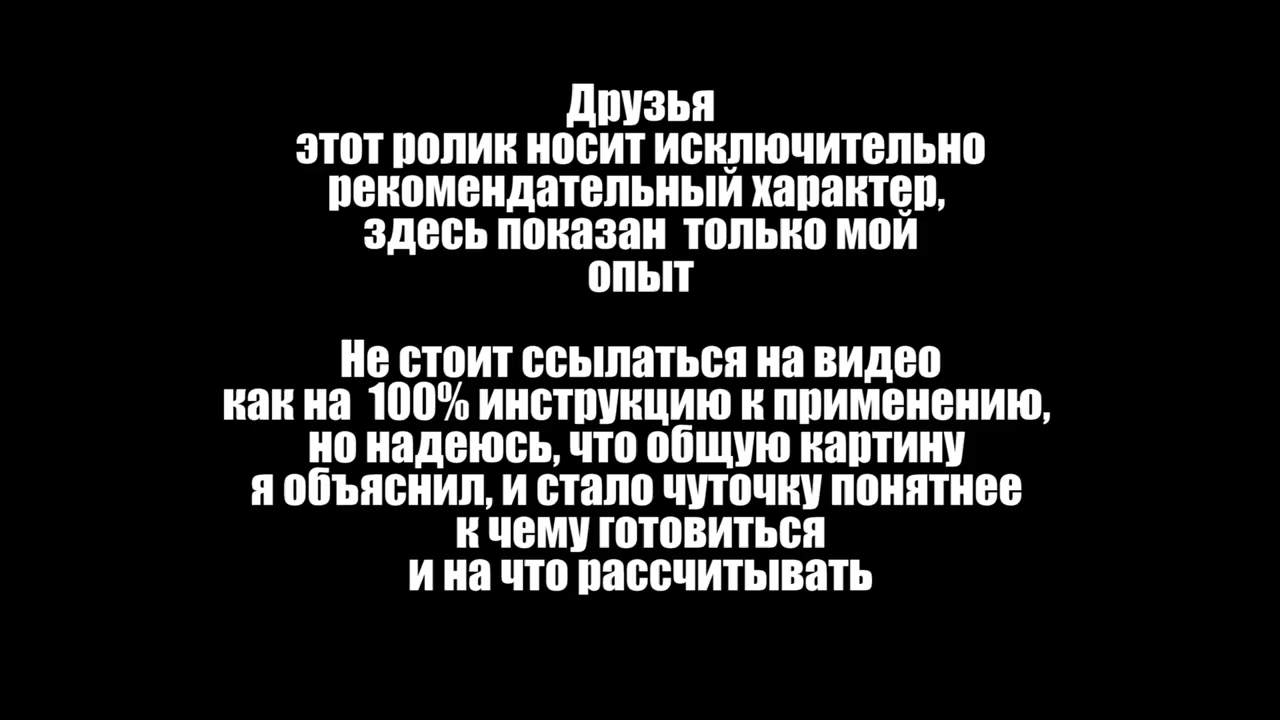 Друзья
этот ролик носит исключительно
рекомендательный характер,
здесь показан только мой
опыт
Не стоит ссылаться на видео
как на 100% инструкцию к применению,
но надеюсь, что общую картину
я объяснил, и стало чуточку понятнее
к чему готовиться
и на что рассчитывать